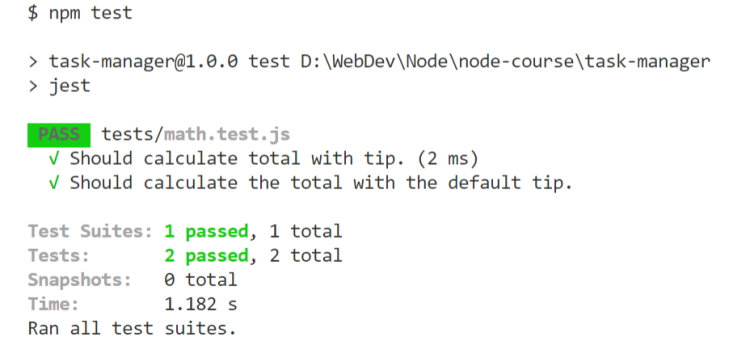 $ npm test
> task-manager@1.0.0 test D:\WebDev\Node\node-course\task-manager
> jest
PASS tests/math.test.js
√ Should calculate total with tip. (2 ms)
√ Should calculate the total with the default tip.
Test Suites: 1 passed, 1 total
Tests: 2 passed, 2 total
Snapshots: 0 total
Time: 1.182 s
Ran all test suites.